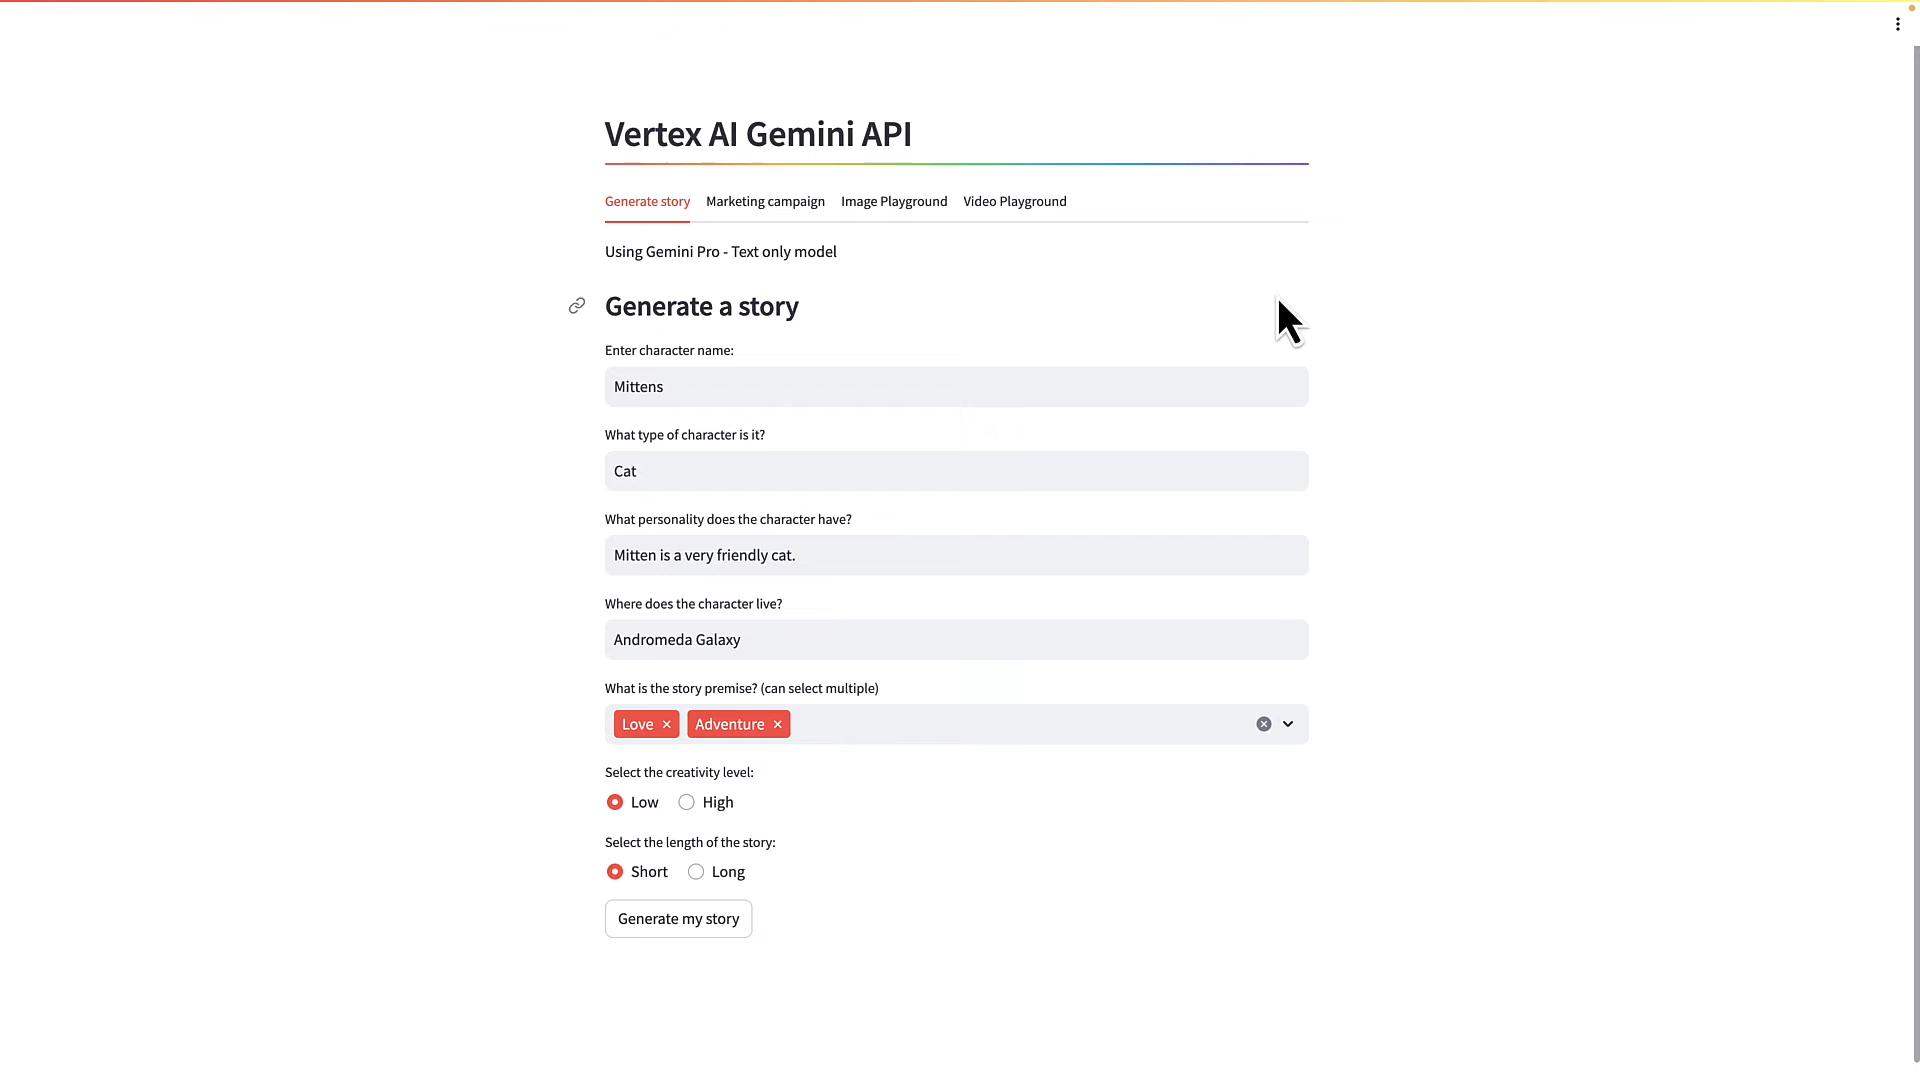 Vertex AI Gemini API
Generate story Marketing campaign Image Playground Video Playground
Using Gemini Pro - Text only model
Generate a story
Enter character name:
Mittens
What type of character is it?
Cat
What personality does the character have?
Mitten is a very friendly cat.
Where does the character live?
Andromeda Galaxy
What is the story premise? (can select multiple)
Love Adventure
Select the creativity level:
Low High
Select the length of the story:
Short Long
Generate my story